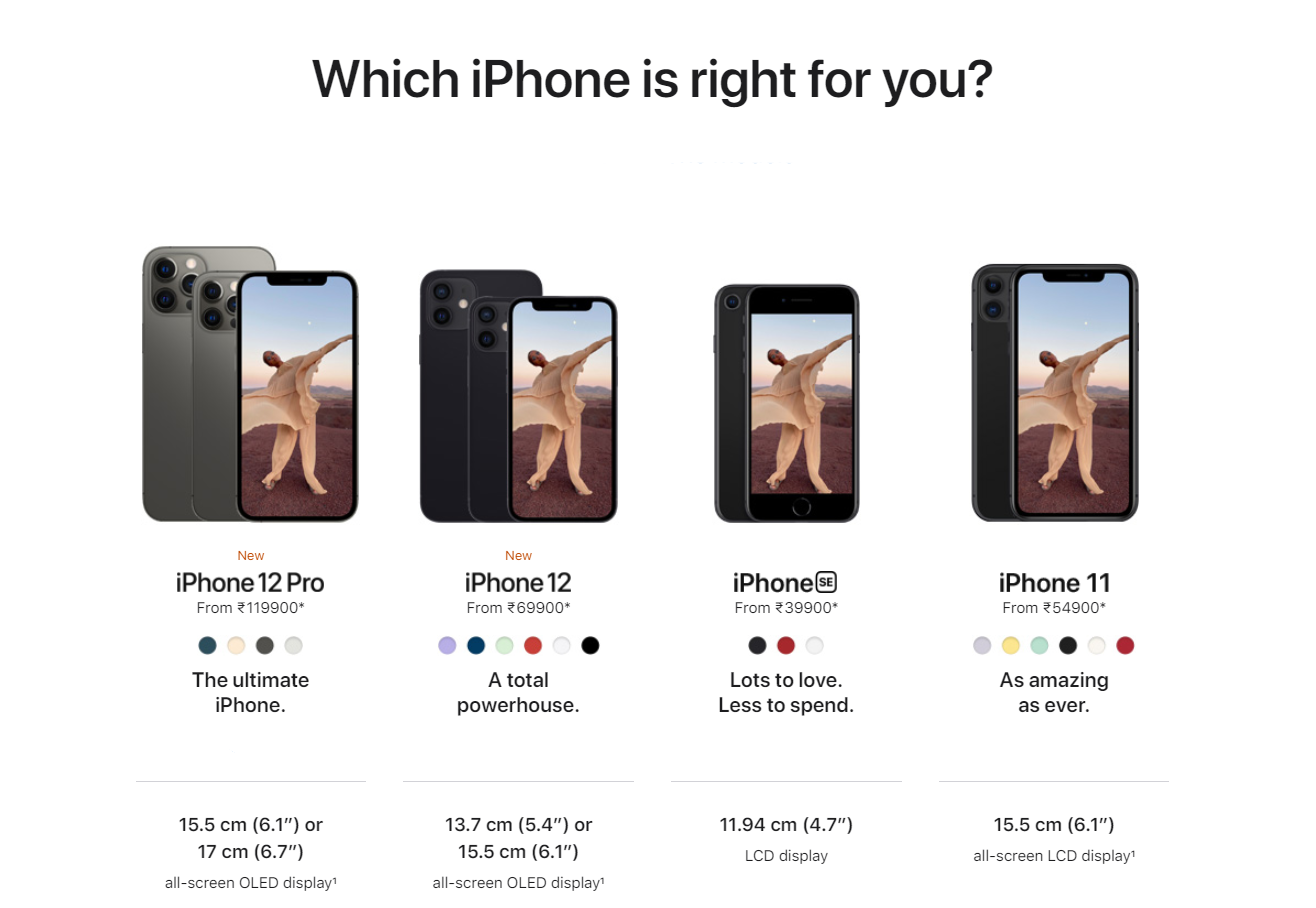 Which iPhone is right for you?
New
iPhone 12 Pro
From ₹119900*
The ultimate
iPhone.
15.5 cm (6.1″) or
17 cm (6.7″)
all-screen OLED display¹
New
iPhone 12
From ₹69900*
A total
powerhouse.
13.7 cm (5.4″) or
15.5 cm (6.1″)
all-screen OLED display¹
iPhone SE
From ₹39900*
Lots to love.
Less to spend.
11.94 cm (4.7″)
LCD display
iPhone 11
From ₹54900*
As amazing
as ever.
15.5 cm (6.1″)
all-screen LCD display¹